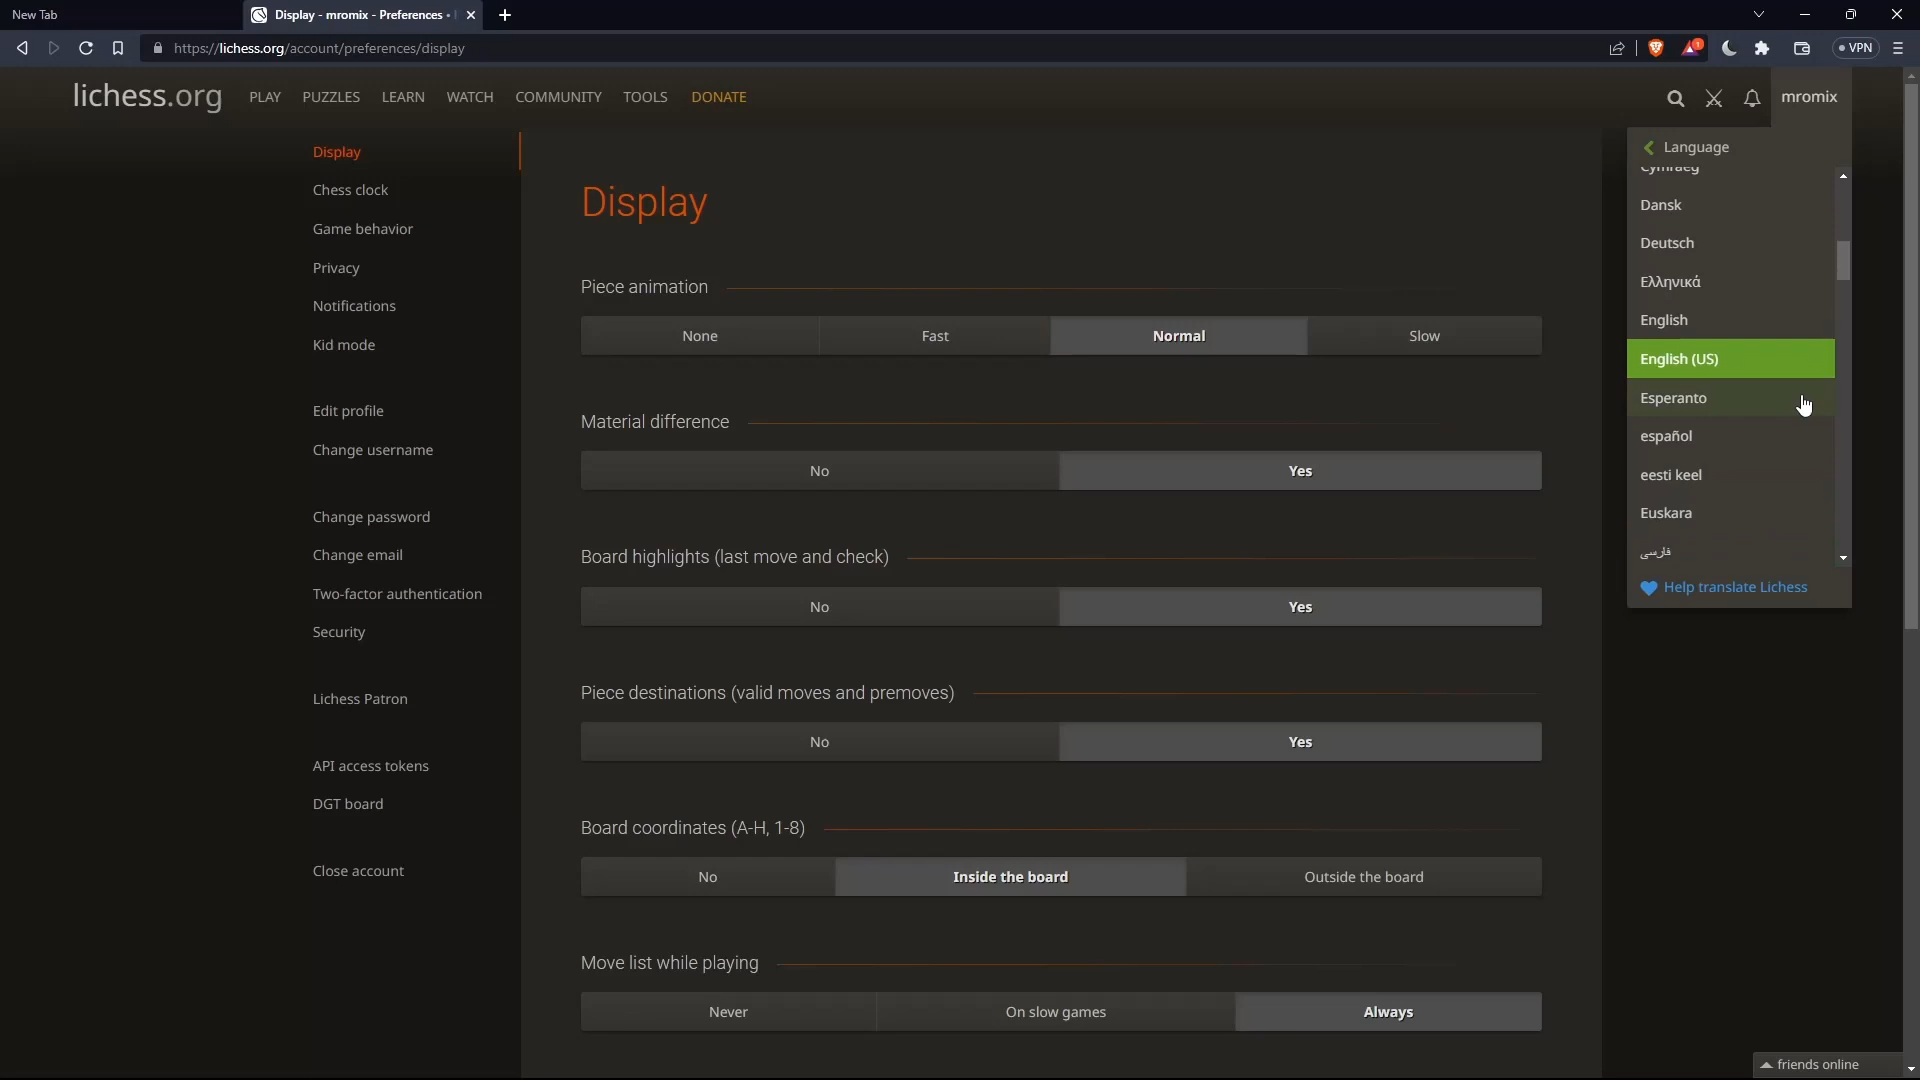 New Tab
Display - mromix - Preferences •
https://lichess.org/account/preferences/display
1
VPN
lichess.org
PLAY
PUZZLES
LEARN
WATCH
COMMUNITY
TOOLS
DONATE
mromix
Display
Chess clock
Game behavior
Privacy
Notifications
Kid mode
Edit profile
Change username
Change password
Change email
Two-factor authentication
Security
Lichess Patron
API access tokens
DGT board
Close account
Display
Piece animation
None
Fast
Normal
Slow
Material difference
No
Yes
Board highlights (last move and check)
No
Yes
Piece destinations (valid moves and premoves)
No
Yes
Board coordinates (A-H, 1-8)
No
Inside the board
Outside the board
Move list while playing
Never
On slow games
Always
Language
Cymraeg
Dansk
Deutsch
Ελληνικά
English
English (US)
Esperanto
español
eesti keel
Euskara
فارسی
Help translate Lichess
friends online